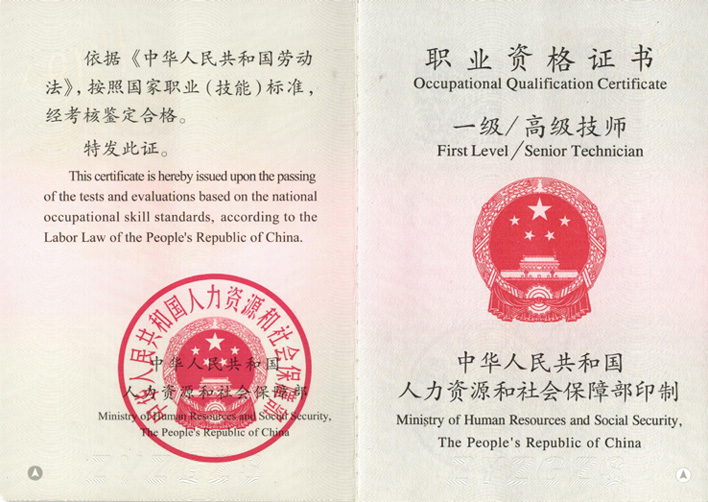 依据《中华人民共和国劳动
法》，按照国家职业（技能）标准，
经考核鉴定合格。
特发此证。
This certificate is hereby issued upon the passing
of the tests and evaluations based on the national
occupational skill standards, according to the
Labor Law of the People's Republic of China.
中华人民共和国人力资源和社会保障部
中华人民共和国
人力资源和社会保障部
Ministry of Human Resources and Social Security,
The People's Republic of China
职业资格证书
Occupational Qualification Certificate
一级/高级技师
First Level/Senior Technician
中华人民共和国
人力资源和社会保障部印制
Ministry of Human Resources and Social Security,
The People's Republic of China